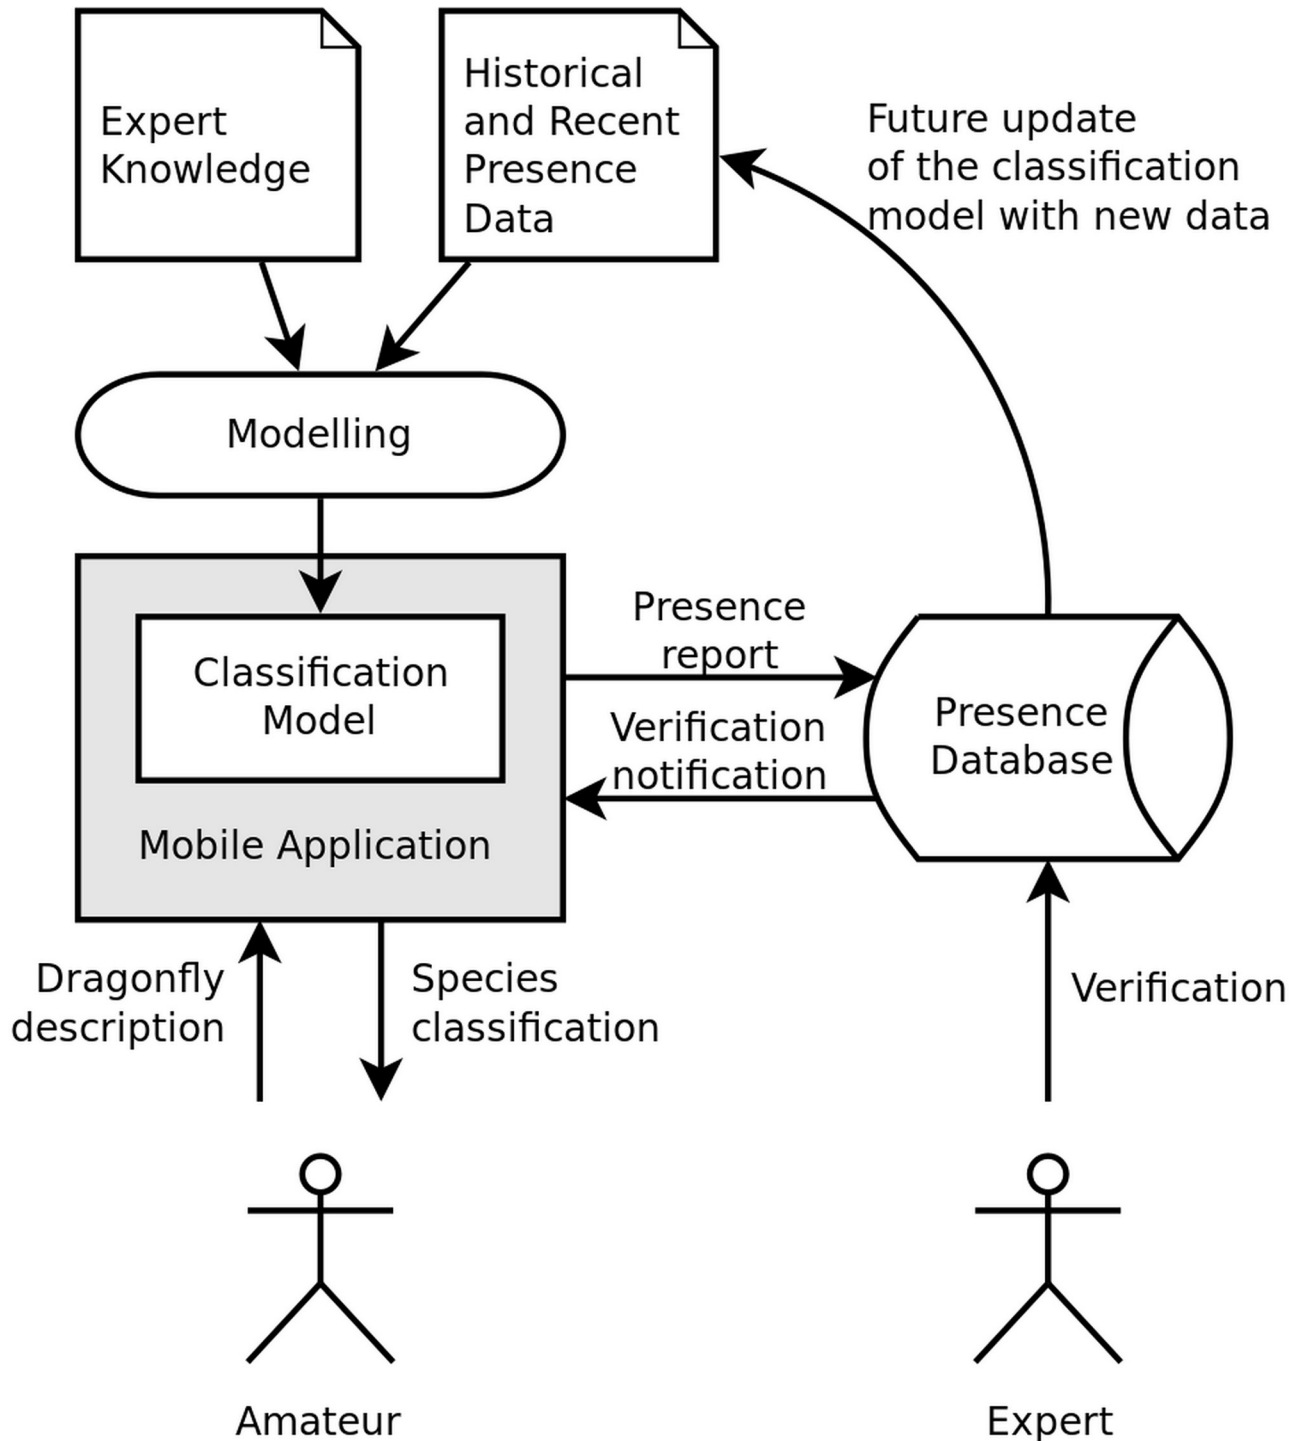 Expert
Knowledge
Historical
and Recent
Presence
Data
Future update
of the classification
model with new data
Modelling
Classification
Model
Mobile Application
Presence
report
Verification
notification
Presence
Database
Dragonfly
description
Species
classification
Verification
Amateur
Expert